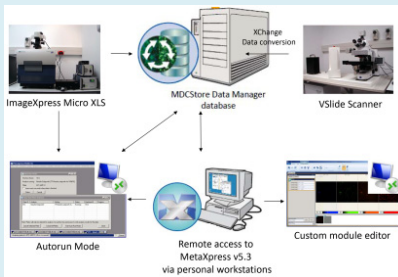 XChange
Data conversion
ImageXpress Micro XLS
MDCStore Data Manager
database
VSlide Scanner
Autorun Mode
Remote access to
MetaXpress v5.3
via personal workstations
Custom module editor